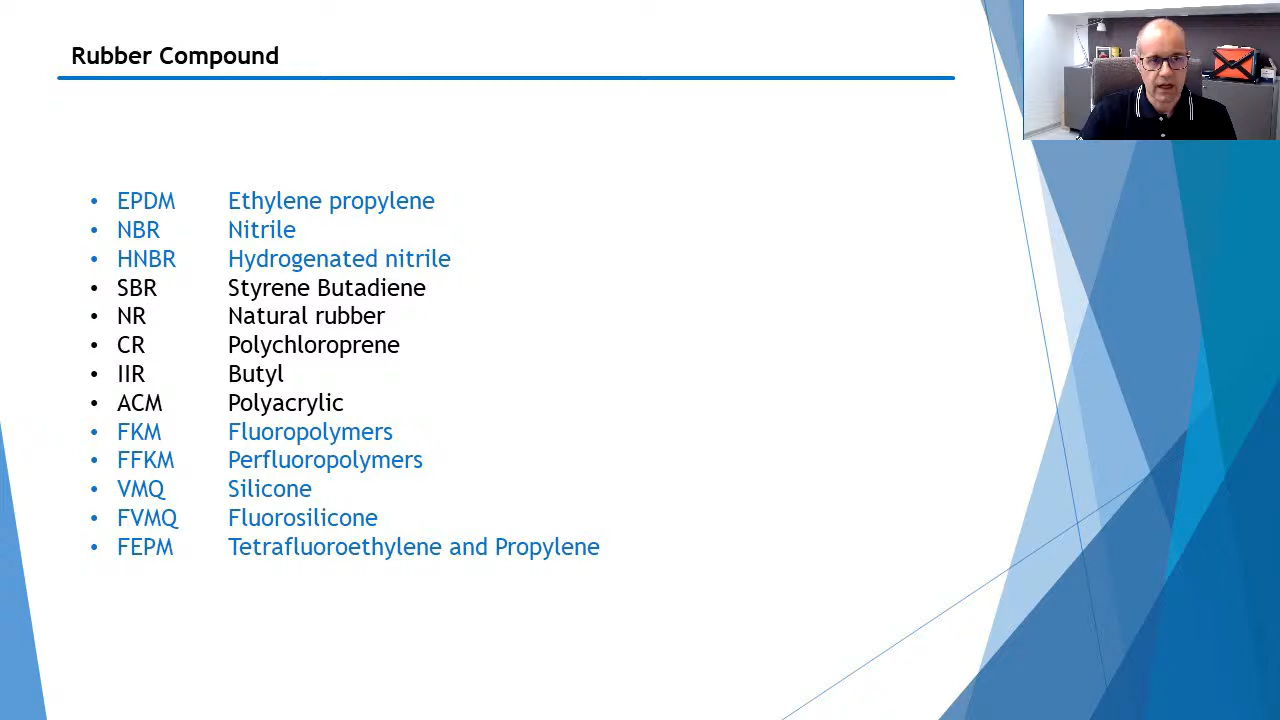 Rubber Compound
• EPDM Ethylene propylene
• NBR Nitrile
• HNBR Hydrogenated nitrile
• SBR Styrene Butadiene
• NR Natural rubber
• CR Polychloroprene
• IIR Butyl
• ACM Polyacrylic
• FKM Fluoropolymers
• FFKM Perfluoropolymers
• VMQ Silicone
• FVMQ Fluorosilicone
• FEPM Tetrafluoroethylene and Propylene